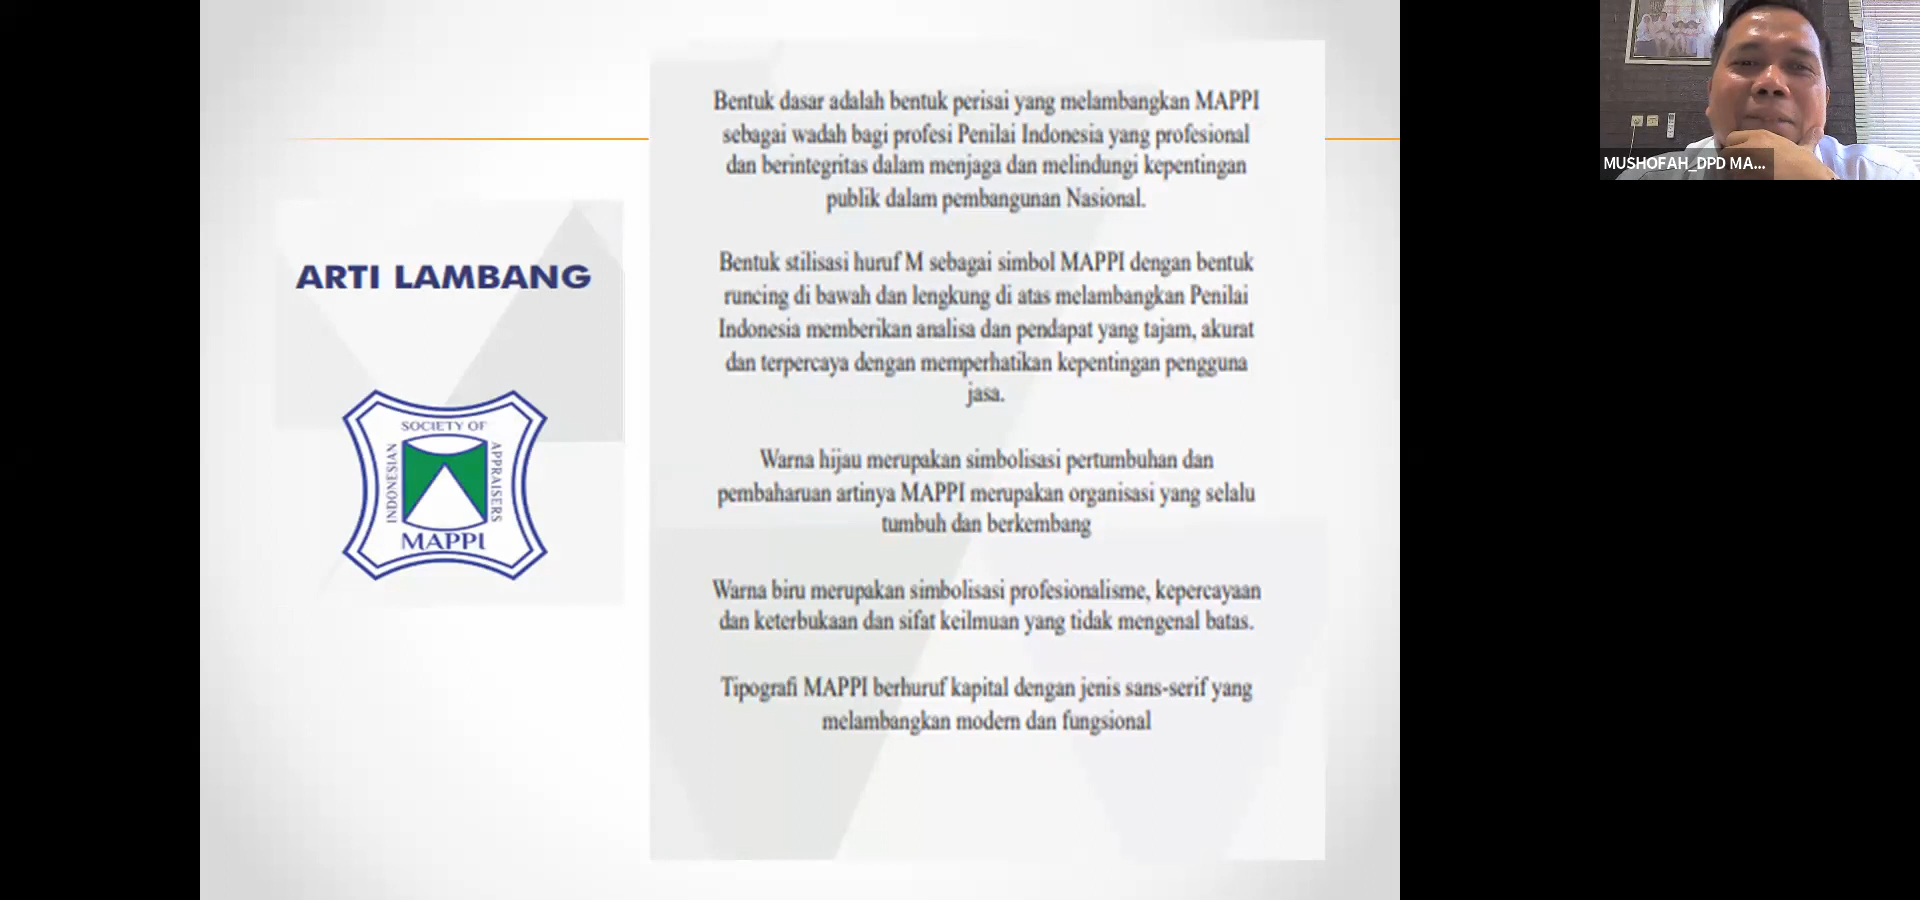 ARTI LAMBANG
SOCIETY OF
INDONESIAN
APPRAISERS
MAPPI
Bentuk dasar adalah bentuk perisai yang melambangkan MAPPI
sebagai wadah bagi profesi Penilai Indonesia yang profesional
dan berintegritas dalam menjaga dan melindungi kepentingan
publik dalam pembangunan Nasional.
Bentuk stilisasi huruf M sebagai simbol MAPPI dengan bentuk
runcing di bawah dan lengkung di atas melambangkan Penilai
Indonesia memberikan analisa dan pendapat yang tajam, akurat
dan terpercaya dengan memperhatikan kepentingan pengguna
jasa.
Warna hijau merupakan simbolisasi pertumbuhan dan
pembaharuan artinya MAPPI merupakan organisasi yang selalu
tumbuh dan berkembang
Warna biru merupakan simbolisasi profesionalisme, kepercayaan
dan keterbukaan dan sifat keilmuan yang tidak mengenal batas.
Tipografi MAPPI berhuruf kapital dengan jenis sans-serif yang
melambangkan modern dan fungsional
MUSHOFAH_DPD MA...